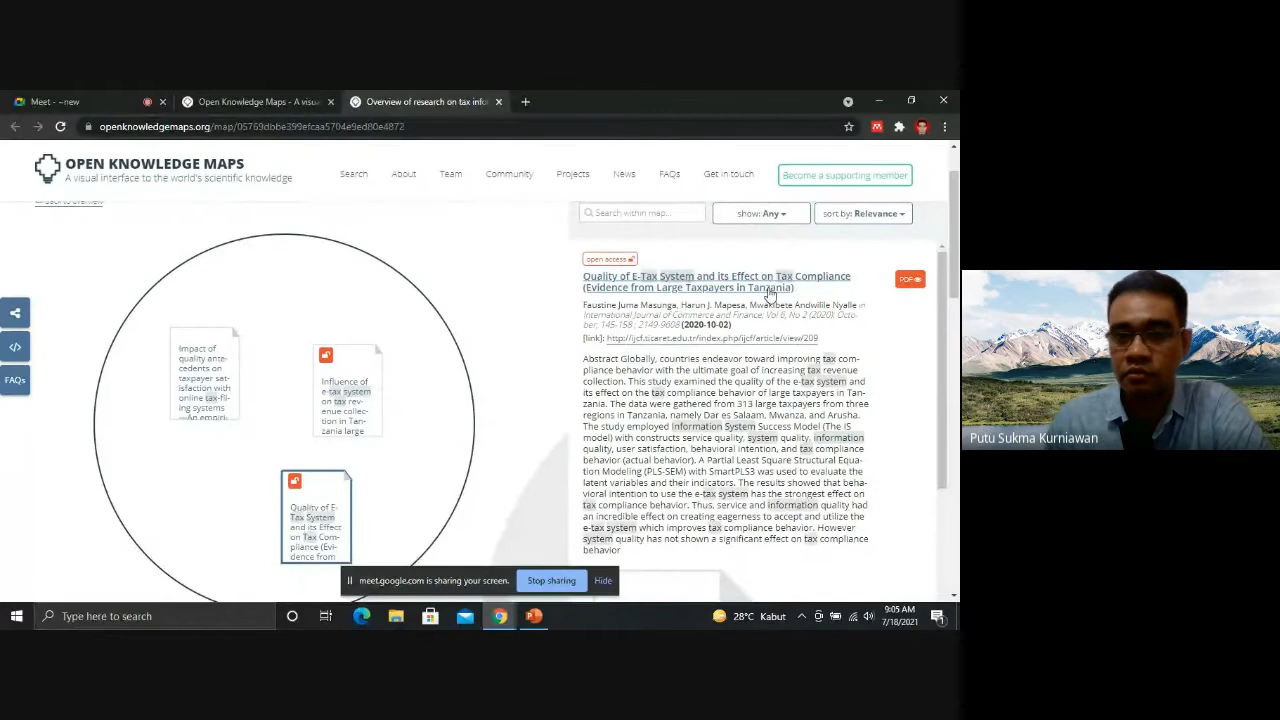 Meet - ~new
Open Knowledge Maps - A visu
Overview of research on tax info
openknowledgemaps.org/map/05769dbbe399efcaa5704e9ed80e4872
OPEN KNOWLEDGE MAPS
A visual interface to the world's scientific knowledge
Search
About
Team
Community
Projects
News
FAQs
Get in touch
Become a supporting member
Back to overview
Search within map...
show: Any
sort by: Relevance
FAQs
Impact of
quality ante-
cedents on
taxpayer sat-
isfaction with
online tax-fil-
ing systems
—An empiri-
Influence of
e-tax system
on tax rev-
enue collec-
tion in Tan-
zania large
Quality of E-
Tax System
and its Effect
on Tax Com-
pliance (Evi-
dence from
open access
PDF
Quality of E-Tax System and its Effect on Tax Compliance
(Evidence from Large Taxpayers in Tanzania)
Faustine Juma Masunga, Harun J. Mapesa, Mwakibete Andwilile Nyalle in
International Journal of Commerce and Finance; Vol 6, No 2 (2020): Octo-
ber; 145-158 ; 2149-9608 (2020-10-02)
[link]: http://ijcf.ticaret.edu.tr/index.php/ijcf/article/view/209
Abstract Globally, countries endeavor toward improving tax com-
pliance behavior with the ultimate goal of increasing tax revenue
collection. This study examined the quality of the e-tax system and
its effect on the tax compliance behavior of large taxpayers in Tan-
zania. The data were gathered from 313 large taxpayers from three
regions in Tanzania, namely Dar es Salaam, Mwanza, and Arusha.
The study employed Information System Success Model (The IS
model) with constructs service quality, system quality, information
quality, user satisfaction, behavioral intention, and tax compliance
behavior (actual behavior). A Partial Least Square Structural Equa-
tion Modeling (PLS-SEM) with SmartPLS3 was used to evaluate the
latent variables and their indicators. The results showed that beha-
vioral intention to use the e-tax system has the strongest effect on
tax compliance behavior. Thus, service and information quality had
an incredible effect on creating eagerness to accept and utilize the
e-tax system which improves tax compliance behavior. However
system quality has not shown a significant effect on tax compliance
behavior
meet.google.com is sharing your screen.
Stop sharing
Hide
Type here to search
28°C Kabut
9:05 AM
7/18/2021
1
Putu Sukma Kurniawan